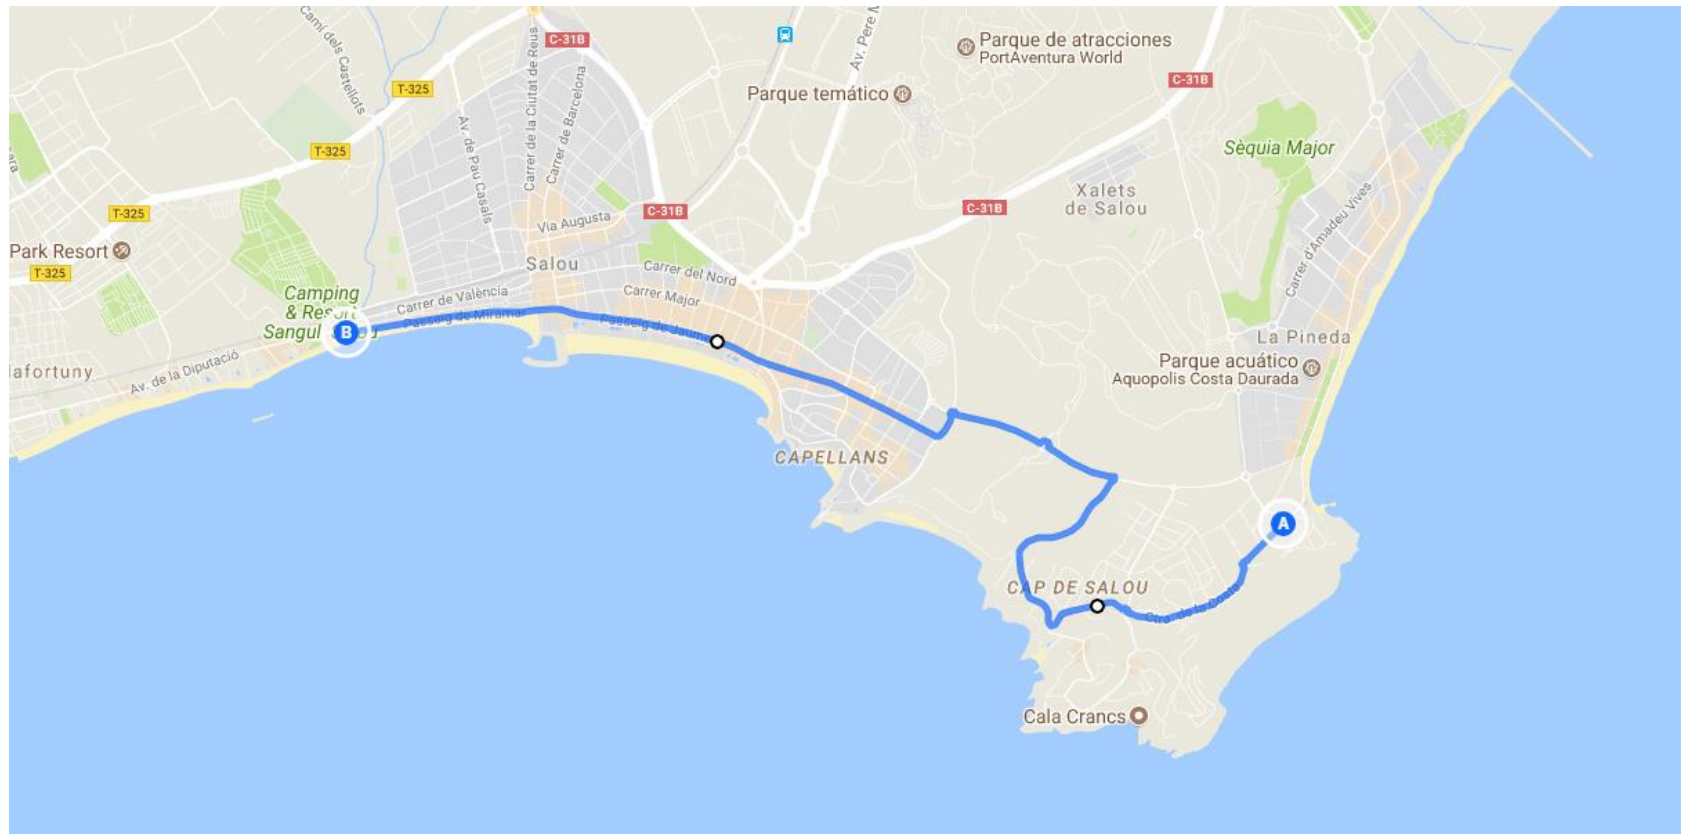 Camí dels Castellots
C-31B
Av. Pere M
Parque de atracciones
PortAventura World
C-31B
T-325
Parque temático
Carrer de la Ciutat de Reus
Carrer de Barcelona
Av. de Pau Casals
T-325
Sèquia Major
Xalets
de Salou
T-325
C-31B
C-31B
Via Augusta
Carrer d'Amadeu Vives
Park Resort
T-325
Salou
Carrer del Nord
Camping
& Resort
Sangulí Salou
B
Carrer de València
Carrer Major
Passeig de Miramar
Passeig de Jaume
La Pineda
Parque acuático
Aquopolis Costa Daurada
lafortuny
Av. de la Diputació
CAPELLANS
A
CAP DE SALOU
Ctra. de la Costa
Cala Crancs